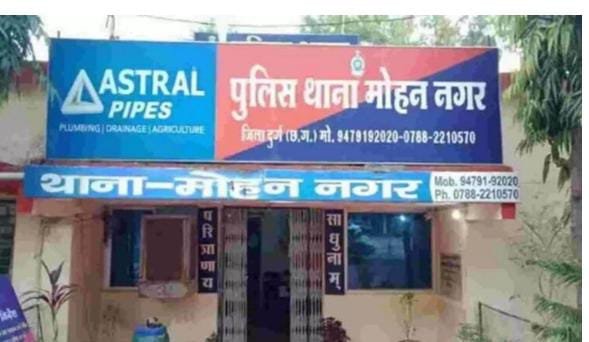 ASTRAL
PIPES
PLUMBING | DRAINAGE | AGRICULTURE
पुलिस थाना मोहन नगर
जिला दुर्ग (छ.ग.) मो. 9479192020-0788-2210570
थाना-मोहन नगर
Mob. 94791-92020
Ph. 0788-2210570
परित्राणाय
साधुनाम्